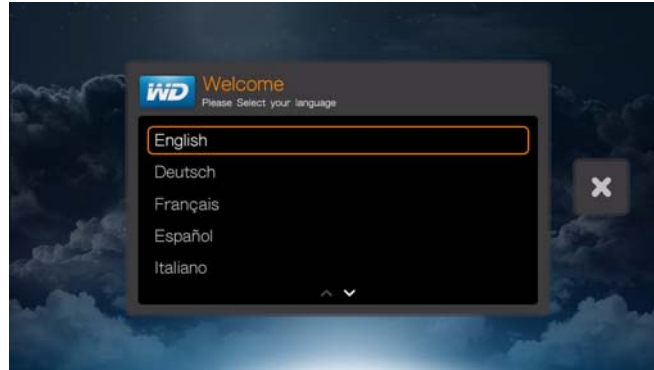 WD
Welcome
Please Select your language
English
Deutsch
Français
Español
Italiano